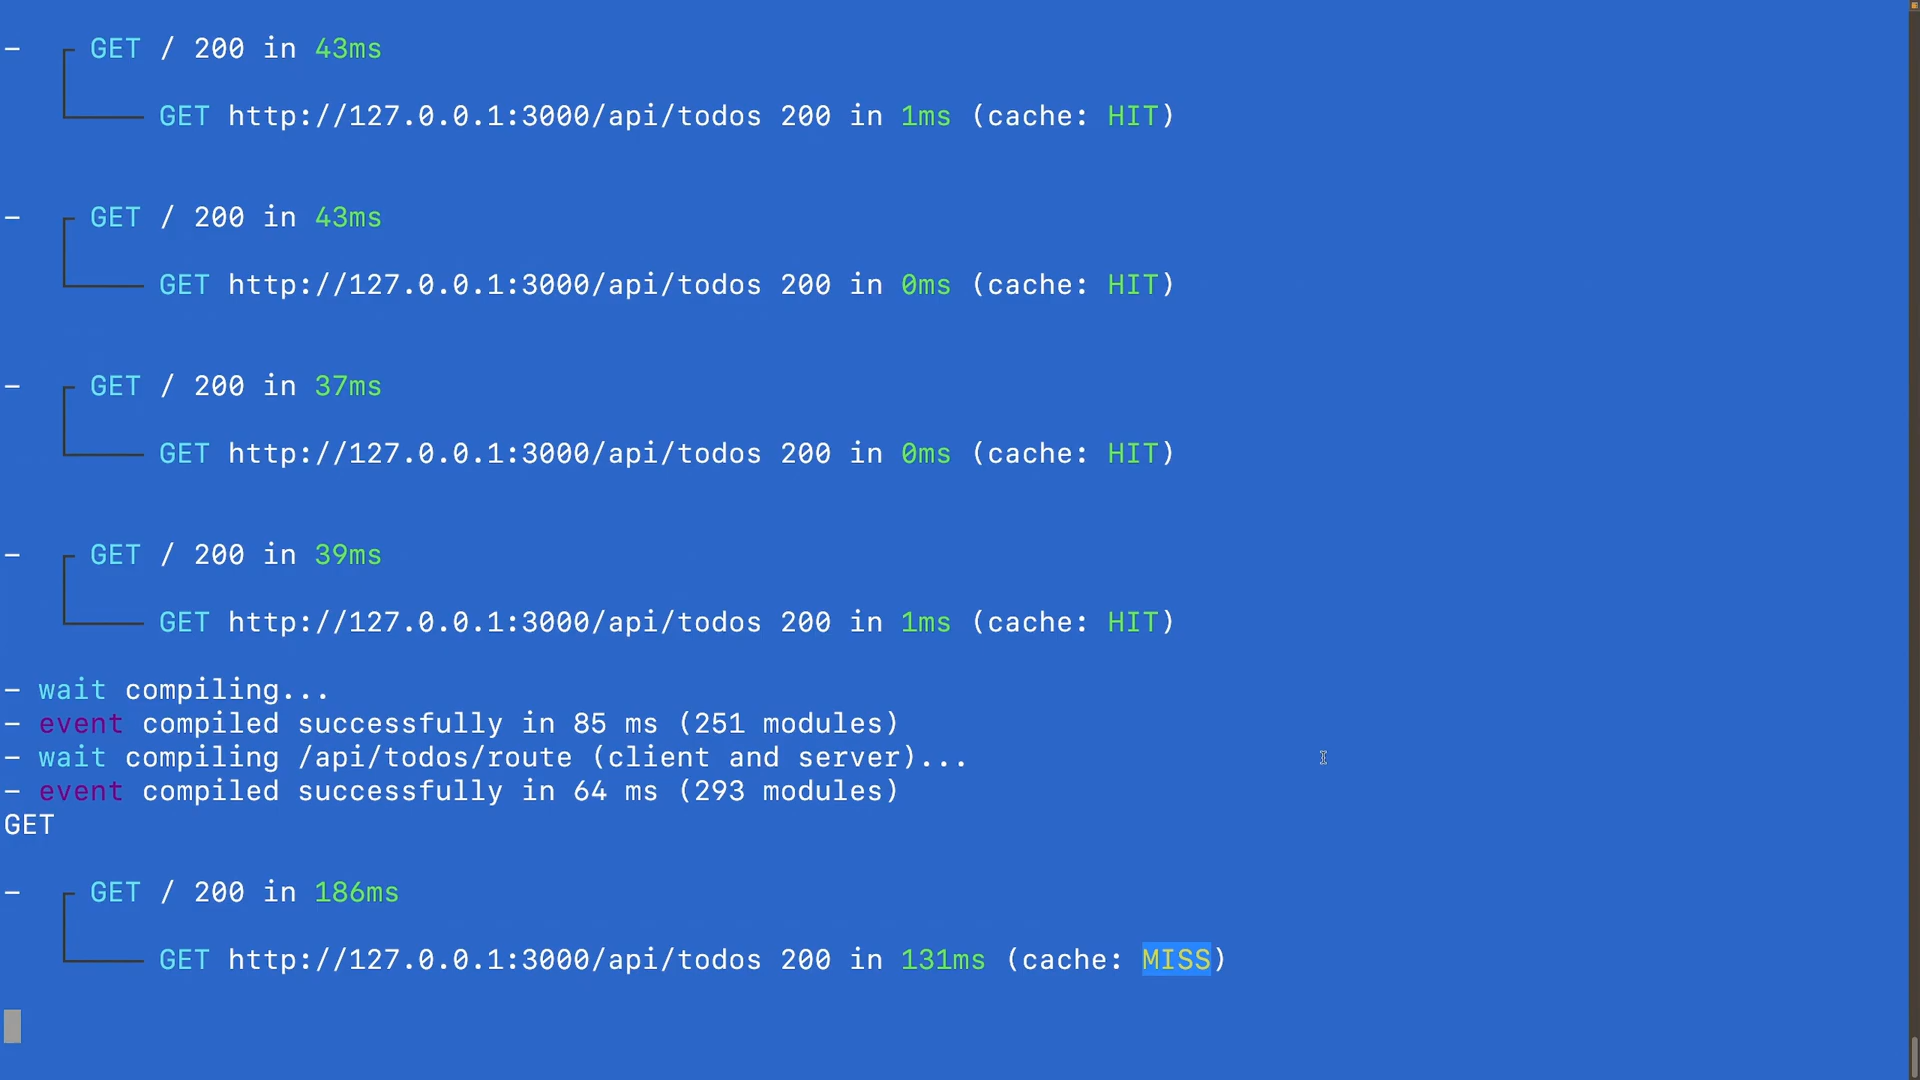 – GET / 200 in 43ms
GET http://127.0.0.1:3000/api/todos 200 in 1ms (cache: HIT)
– GET / 200 in 43ms
GET http://127.0.0.1:3000/api/todos 200 in 0ms (cache: HIT)
– GET / 200 in 37ms
GET http://127.0.0.1:3000/api/todos 200 in 0ms (cache: HIT)
– GET / 200 in 39ms
GET http://127.0.0.1:3000/api/todos 200 in 1ms (cache: HIT)
– wait compiling...
– event compiled successfully in 85 ms (251 modules)
– wait compiling /api/todos/route (client and server)...
– event compiled successfully in 64 ms (293 modules)
GET
– GET / 200 in 186ms
GET http://127.0.0.1:3000/api/todos 200 in 131ms (cache: MISS)